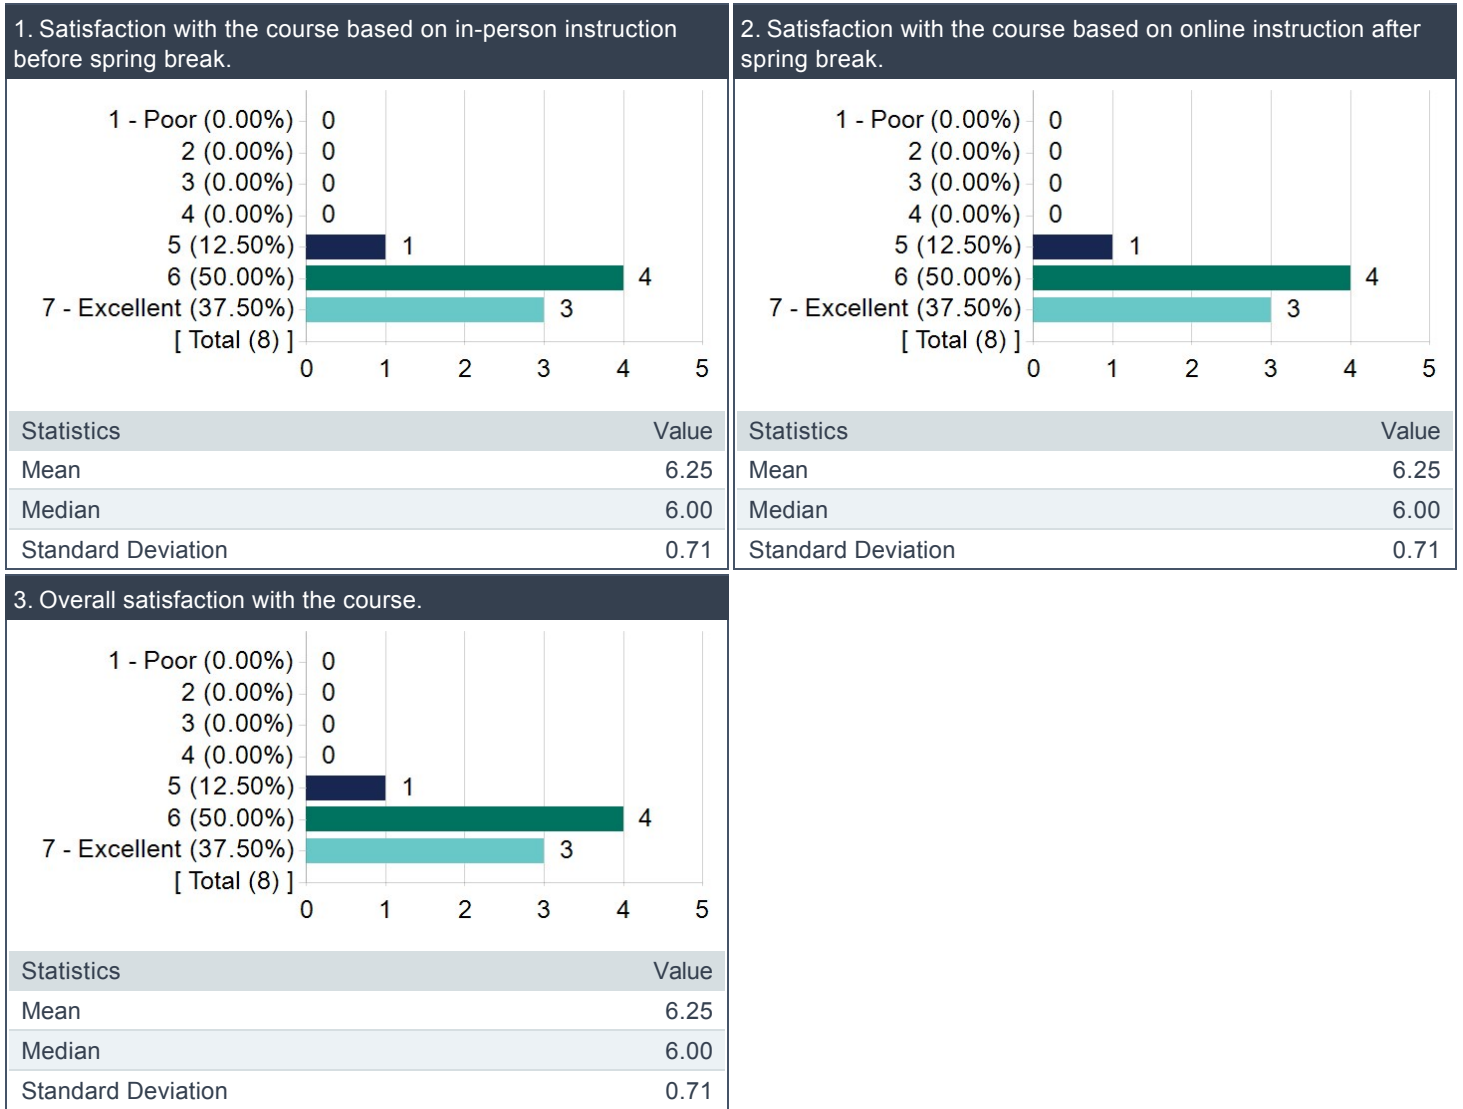 1. Satisfaction with the course based on in-person instruction
before spring break.
1 - Poor (0.00%) 0
2 (0.00%) 0
3 (0.00%) 0
4 (0.00%) 0
5 (12.50%) 1
6 (50.00%) 4
7 - Excellent (37.50%) 3
[ Total (8) ]
0 1 2 3 4 5
Statistics Value
Mean 6.25
Median 6.00
Standard Deviation 0.71
2. Satisfaction with the course based on online instruction after
spring break.
1 - Poor (0.00%) 0
2 (0.00%) 0
3 (0.00%) 0
4 (0.00%) 0
5 (12.50%) 1
6 (50.00%) 4
7 - Excellent (37.50%) 3
[ Total (8) ]
0 1 2 3 4 5
Statistics Value
Mean 6.25
Median 6.00
Standard Deviation 0.71
3. Overall satisfaction with the course.
1 - Poor (0.00%) 0
2 (0.00%) 0
3 (0.00%) 0
4 (0.00%) 0
5 (12.50%) 1
6 (50.00%) 4
7 - Excellent (37.50%) 3
[ Total (8) ]
0 1 2 3 4 5
Statistics Value
Mean 6.25
Median 6.00
Standard Deviation 0.71